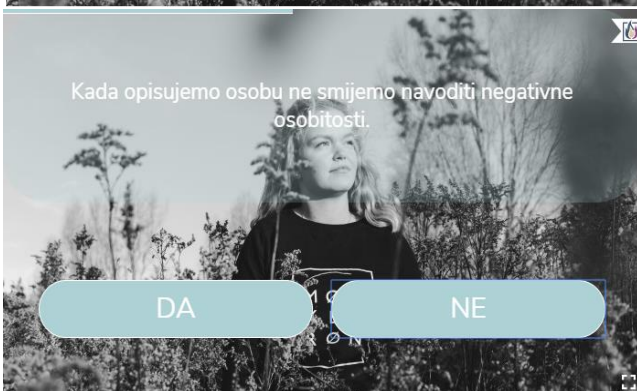 Kada opisujemo osobu ne smijemo navoditi negativne
osobitosti.
DA
NE